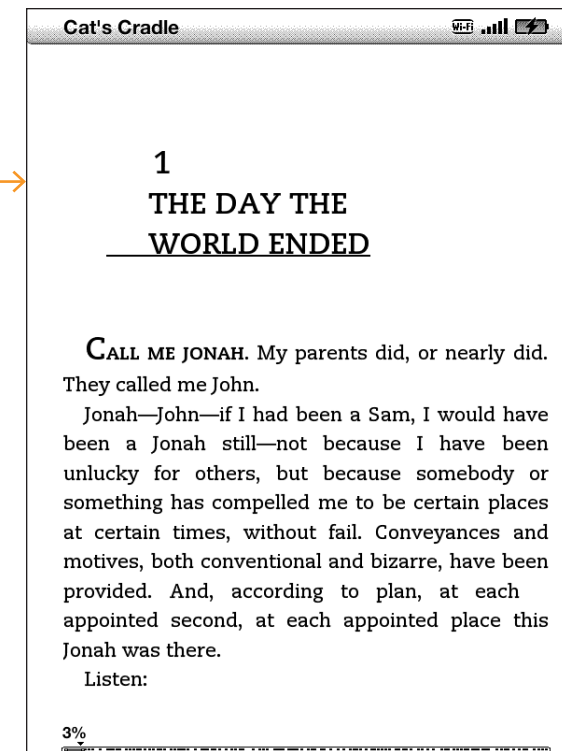 Cat's Cradle
Wi-Fi
1
THE DAY THE
WORLD ENDED
CALL ME JONAH. My parents did, or nearly did.
They called me John.
Jonah—John—if I had been a Sam, I would have
been a Jonah still—not because I have been
unlucky for others, but because somebody or
something has compelled me to be certain places
at certain times, without fail. Conveyances and
motives, both conventional and bizarre, have been
provided. And, according to plan, at each
appointed second, at each appointed place this
Jonah was there.
Listen:
3%